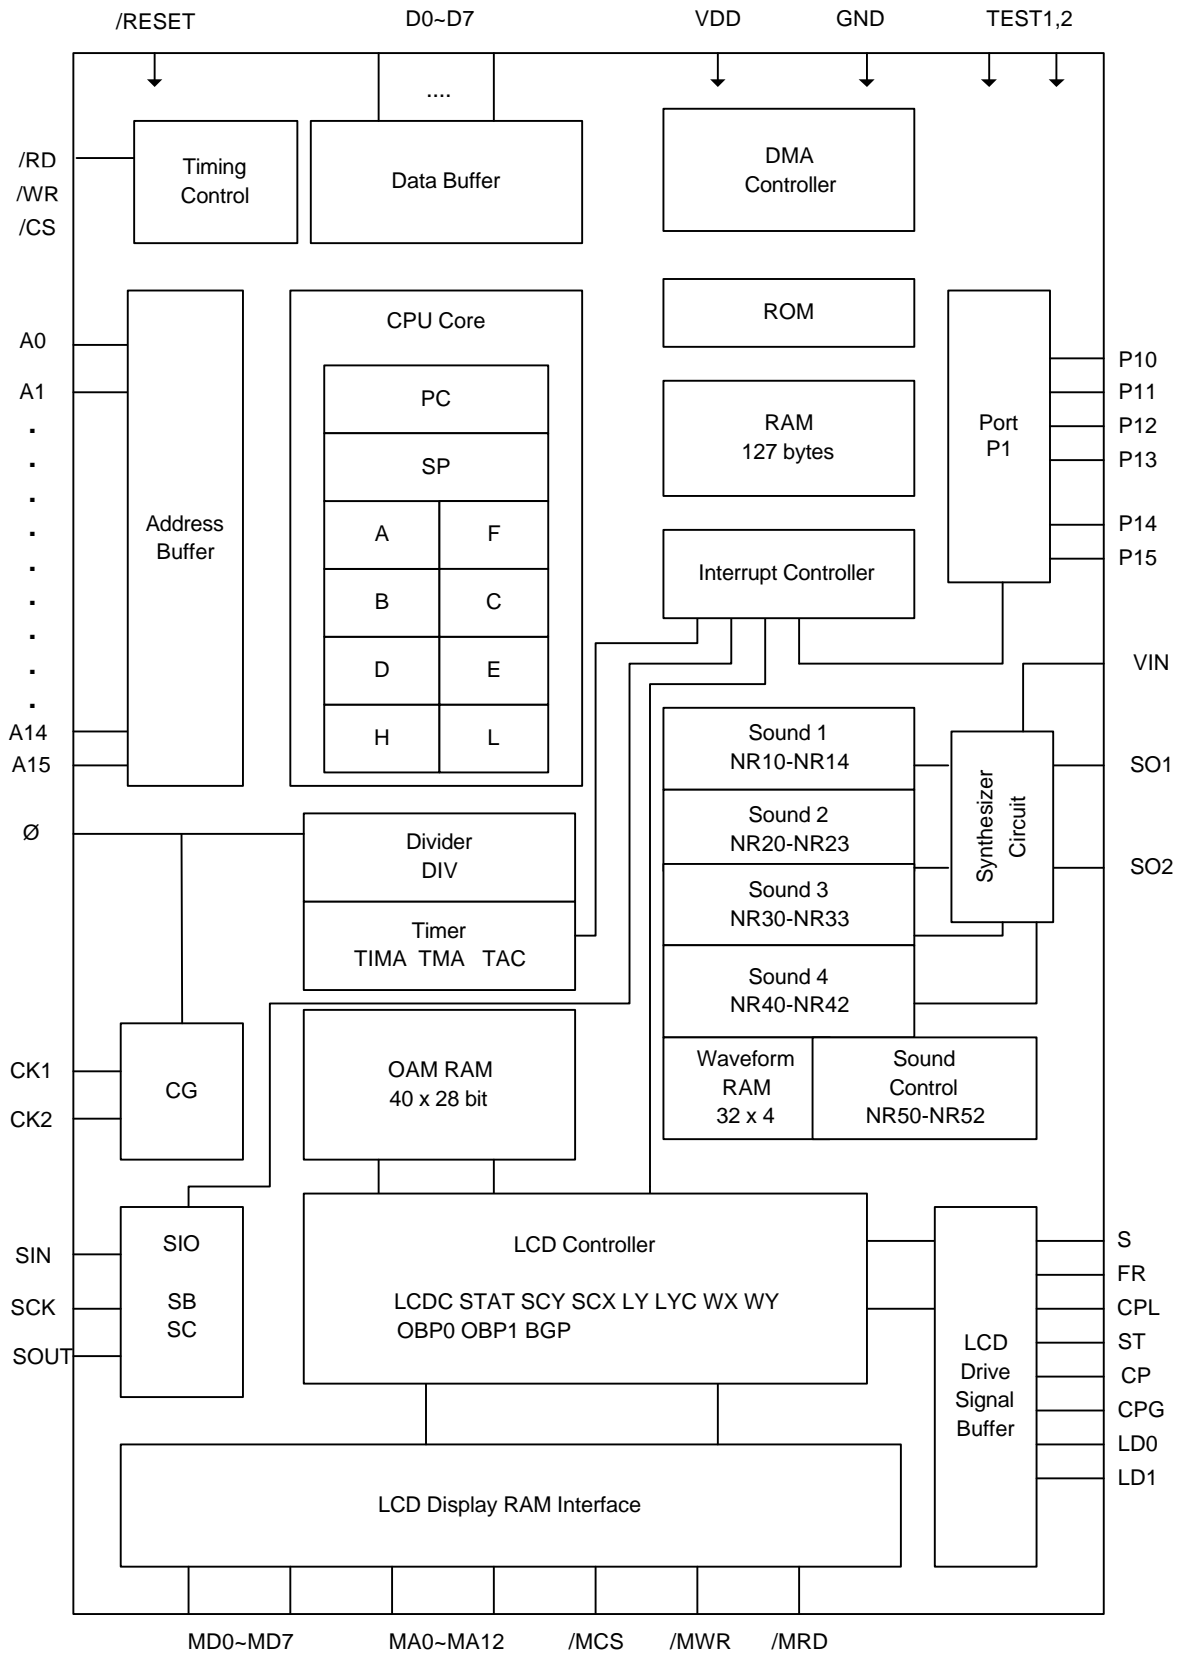 /RESET
D0~D7
VDD
GND
TEST1,2
....
/RD
/WR
/CS
Timing
Control
Data Buffer
DMA
Controller
A0
A1
.
.
.
.
.
.
.
.
.
A14
A15
Address
Buffer
CPU Core
PC
SP
A F
B C
D E
H L
ROM
RAM
127 bytes
Interrupt Controller
Port
P1
P10
P11
P12
P13
P14
P15
VIN
SO1
SO2
Sound 1
NR10-NR14
Sound 2
NR20-NR23
Sound 3
NR30-NR33
Sound 4
NR40-NR42
Synthesizer
Circuit
Waveform
RAM
32 x 4
Sound
Control
NR50-NR52
Ø
Divider
DIV
Timer
TIMA TMA TAC
CK1
CK2
CG
OAM RAM
40 x 28 bit
SIN
SCK
SOUT
SIO
SB
SC
LCD Controller
LCDC STAT SCY SCX LY LYC WX WY
OBP0 OBP1 BGP
LCD
Drive
Signal
Buffer
S
FR
CPL
ST
CP
CPG
LD0
LD1
LCD Display RAM Interface
MD0~MD7
MA0~MA12
/MCS
/MWR
/MRD